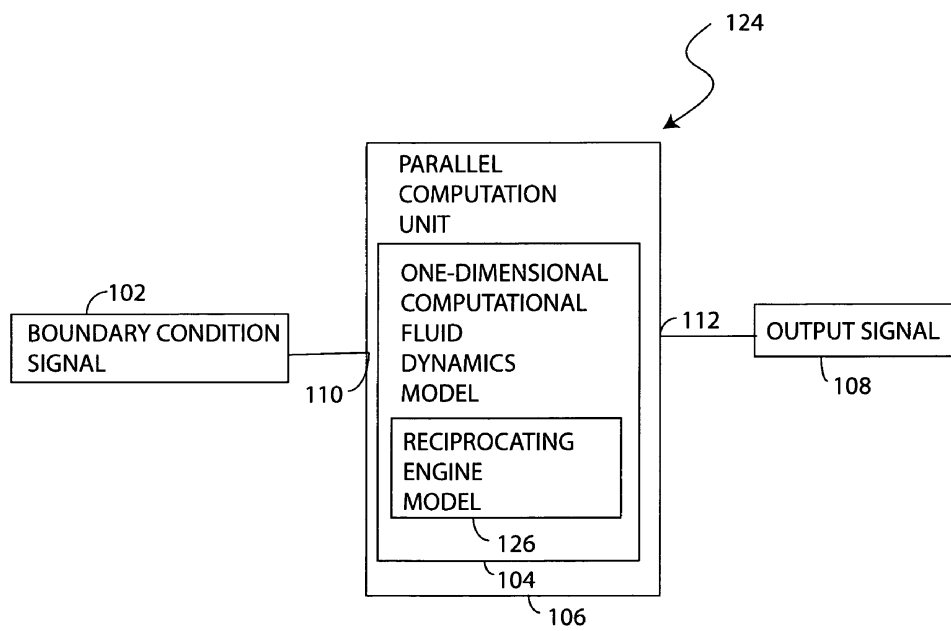 124
PARALLEL
COMPUTATION
UNIT
ONE-DIMENSIONAL
COMPUTATIONAL
FLUID
DYNAMICS
MODEL
102
BOUNDARY CONDITION
SIGNAL
110
112
OUTPUT SIGNAL
108
RECIPROCATING
ENGINE
MODEL
126
104
106